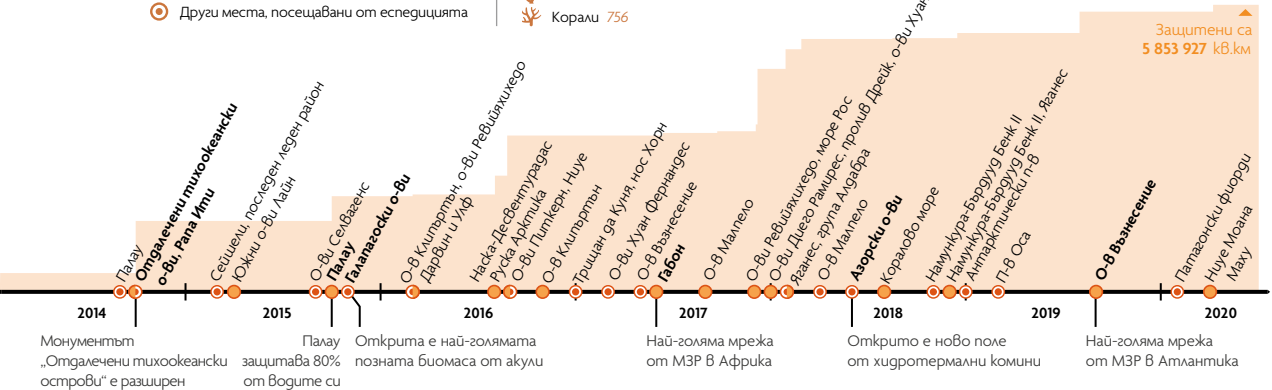 Други места, посещавани от еспедицията
Корали 756
Защитени са
5 853 927 кв.км
Палау
Отдалечени тихоокеански
о-ви, Рапа Ити
Сейшели, последен леден район
Южни о-ви Лайн
О-ви Селвагенс
Палау
Галапагоски о-ви
О-в Клипъртън, о-ви Ревийяхихедо
Дарвин и Улф
Наска-Десвентурадас
Руска Арктика
О-ви Питкерн, Ниуе
О-в Клипъртън
Тристан да Куня, нос Хорн
О-ви Хуан Фернандес
О-в Възнесение
Габон
О-в Малпело
О-ви Ревийяхихедо, море Рос
О-ви Диего Рамирес, пролив Дрейк, о-ви Хуан
Яганес, група Алдабра
О-в Малпело
Азорски о-ви
Коралово море
Намункура-Бърдууд Бенк II
Намункура-Бърдууд Бенк II, Яганес
Антарктически п-в
П-в Оса
О-в Възнесение
Патагонски фиорди
Ниуе Моана
Маху
2014
2015
2016
2017
2018
2019
2020
Монументът
„Отдалечени тихоокеански
острови“ е разширен
Палау
защитава 80%
от водите си
Открита е най-голямата
позната биомаса от акули
Най-голяма мрежа
от МЗР в Африка
Открито е ново поле
от хидротермални комини
Най-голяма мрежа
от МЗР в Атлантика